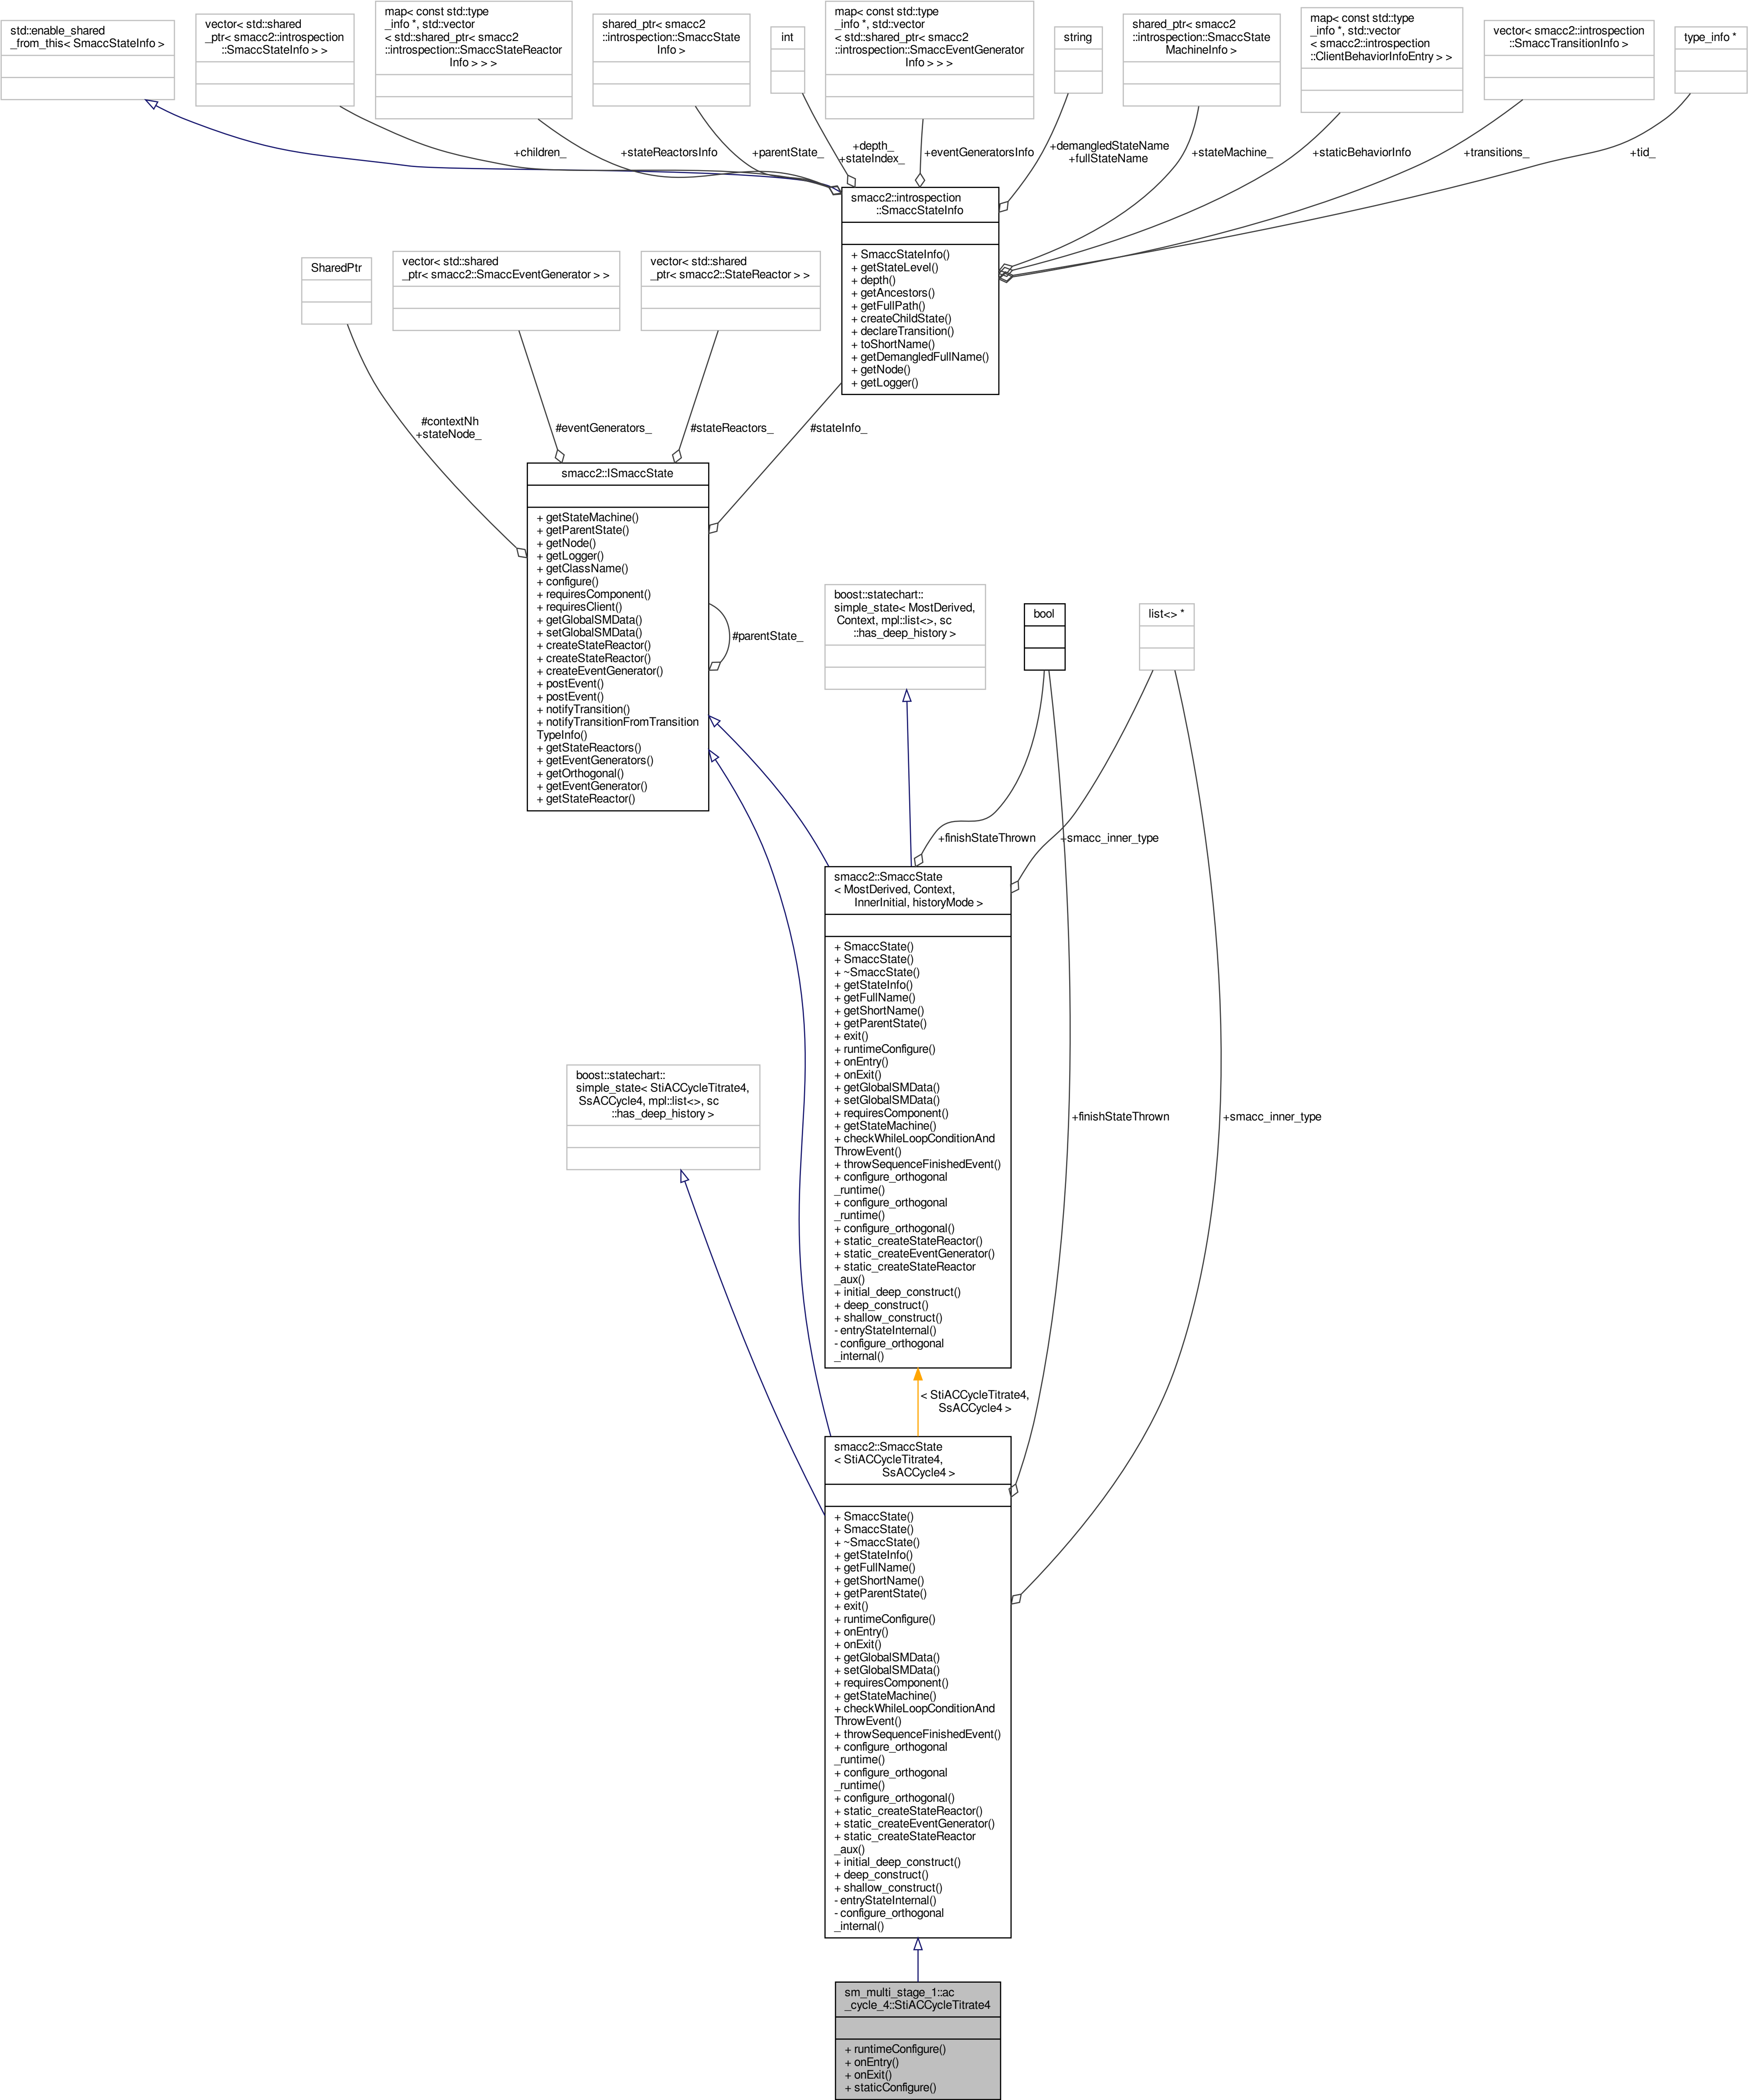 std::enable_shared
_from_this< SmaccStateInfo >
vector< std::shared
_ptr< smacc2::introspection
::SmaccStateInfo > >
map< const std::type
_info *, std::vector
< std::shared_ptr< smacc2
::introspection::SmaccStateReactor
Info > > >
shared_ptr< smacc2
::introspection::SmaccState
Info >
int
map< const std::type
_info *, std::vector
< std::shared_ptr< smacc2
::introspection::SmaccEventGenerator
Info > > >
string
shared_ptr< smacc2
::introspection::SmaccState
MachineInfo >
map< const std::type
_info *, std::vector
< smacc2::introspection
::ClientBehaviorInfoEntry > >
vector< smacc2::introspection
::SmaccTransitionInfo >
type_info *
+children_
+stateReactorsInfo
+parentState_
+depth_
+stateIndex_
+eventGeneratorsInfo
+demangledStateName
+fullStateName
+stateMachine_
+staticBehaviorInfo
+transitions_
+tid_
smacc2::introspection
::SmaccStateInfo
+ SmaccStateInfo()
+ getStateLevel()
+ depth()
+ getAncestors()
+ getFullPath()
+ createChildState()
+ declareTransition()
+ toShortName()
+ getDemangledFullName()
+ getNode()
+ getLogger()
SharedPtr
vector< std::shared
_ptr< smacc2::SmaccEventGenerator > >
vector< std::shared
_ptr< smacc2::StateReactor > >
#contextNh
+stateNode_
#eventGenerators_
#stateReactors_
#stateInfo_
smacc2::ISmaccState
+ getStateMachine()
+ getParentState()
+ getNode()
+ getLogger()
+ getClassName()
+ configure()
+ requiresComponent()
+ requiresClient()
+ getGlobalSMData()
+ setGlobalSMData()
+ createStateReactor()
+ createStateReactor()
+ createEventGenerator()
+ postEvent()
+ postEvent()
+ notifyTransition()
+ notifyTransitionFromTransition
TypeInfo()
+ getStateReactors()
+ getEventGenerators()
+ getOrthogonal()
+ getEventGenerator()
+ getStateReactor()
#parentState_
boost::statechart::
simple_state< MostDerived,
Context, mpl::list<>, sc
::has_deep_history >
bool
list<> *
+finishStateThrown
+smacc_inner_type
smacc2::SmaccState
< MostDerived, Context,
InnerInitial, historyMode >
+ SmaccState()
+ SmaccState()
+ ~SmaccState()
+ getStateInfo()
+ getFullName()
+ getShortName()
+ getParentState()
+ exit()
+ runtimeConfigure()
+ onEntry()
+ onExit()
+ getGlobalSMData()
+ setGlobalSMData()
+ requiresComponent()
+ getStateMachine()
+ checkWhileLoopConditionAnd
ThrowEvent()
+ throwSequenceFinishedEvent()
+ configure_orthogonal
_runtime()
+ configure_orthogonal
_runtime()
+ configure_orthogonal()
+ static_createStateReactor()
+ static_createEventGenerator()
+ static_createStateReactor
_aux()
+ initial_deep_construct()
+ deep_construct()
+ shallow_construct()
- entryStateInternal()
- configure_orthogonal
_internal()
boost::statechart::
simple_state< StiACCycleTitrate4,
SsACCycle4, mpl::list<>, sc
::has_deep_history >
+finishStateThrown
+smacc_inner_type
< StiACCycleTitrate4,
SsACCycle4 >
smacc2::SmaccState
< StiACCycleTitrate4,
SsACCycle4 >
+ SmaccState()
+ SmaccState()
+ ~SmaccState()
+ getStateInfo()
+ getFullName()
+ getShortName()
+ getParentState()
+ exit()
+ runtimeConfigure()
+ onEntry()
+ onExit()
+ getGlobalSMData()
+ setGlobalSMData()
+ requiresComponent()
+ getStateMachine()
+ checkWhileLoopConditionAnd
ThrowEvent()
+ throwSequenceFinishedEvent()
+ configure_orthogonal
_runtime()
+ configure_orthogonal
_runtime()
+ configure_orthogonal()
+ static_createStateReactor()
+ static_createEventGenerator()
+ static_createStateReactor
_aux()
+ initial_deep_construct()
+ deep_construct()
+ shallow_construct()
- entryStateInternal()
- configure_orthogonal
_internal()
sm_multi_stage_1::ac
_cycle_4::StiACCycleTitrate4
+ runtimeConfigure()
+ onEntry()
+ onExit()
+ staticConfigure()